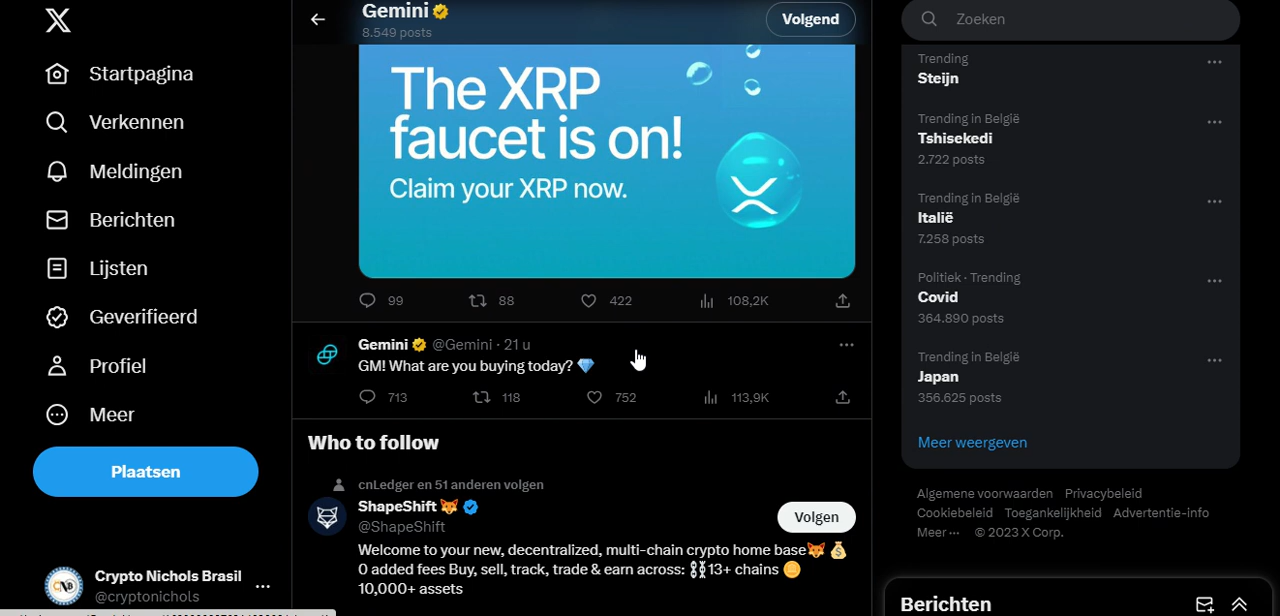 Startpagina
Verkennen
Meldingen
Berichten
Lijsten
Geverifieerd
Profiel
Meer
Plaatsen
Crypto Nichols Brasil
@cryptonichols
Gemini
8.549 posts
Volgend
The XRP
faucet is on!
Claim your XRP now.
99 88 422 108,2K
Gemini @Gemini · 21 u
GM! What are you buying today? 💎
713 118 752 113,9K
Who to follow
cnLedger en 51 anderen volgen
ShapeShift 🦊
@ShapeShift
Volgen
Welcome to your new, decentralized, multi-chain crypto home base🦊 💰
0 added fees Buy, sell, track, trade & earn across: ⛓️13+ chains 🪙
10,000+ assets
Zoeken
Trending
Steijn
Trending in België
Tshisekedi
2.722 posts
Trending in België
Italië
7.258 posts
Politiek · Trending
Covid
364.890 posts
Trending in België
Japan
356.625 posts
Meer weergeven
Algemene voorwaarden Privacybeleid
Cookiebeleid Toegankelijkheid Advertentie-info
Meer ··· © 2023 X Corp.
Berichten